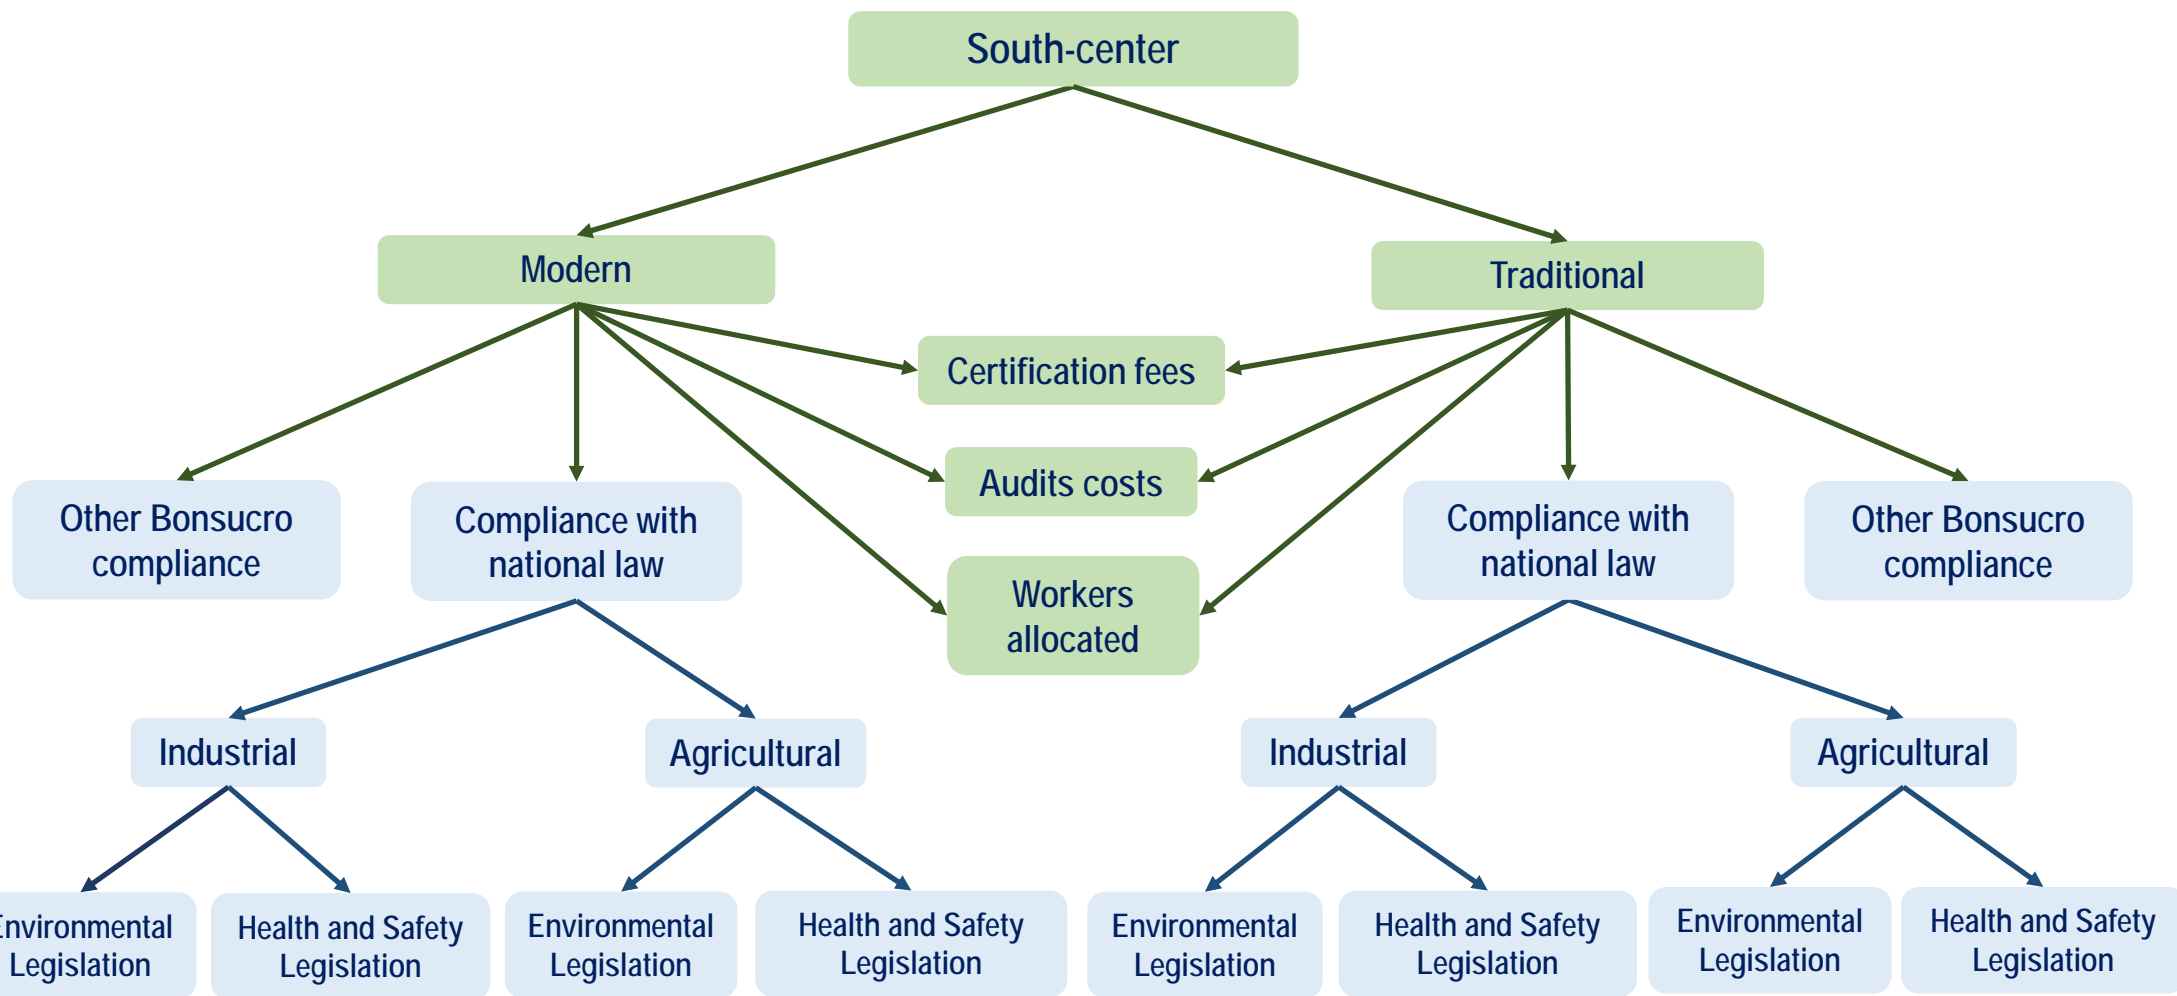 South-center
Modern
Traditional
Certification fees
Audits costs
Workers
allocated
Other Bonsucro
compliance
Compliance with
national law
Compliance with
national law
Other Bonsucro
compliance
Industrial
Agricultural
Industrial
Agricultural
Environmental
Legislation
Health and Safety
Legislation
Environmental
Legislation
Health and Safety
Legislation
Environmental
Legislation
Health and Safety
Legislation
Environmental
Legislation
Health and Safety
Legislation